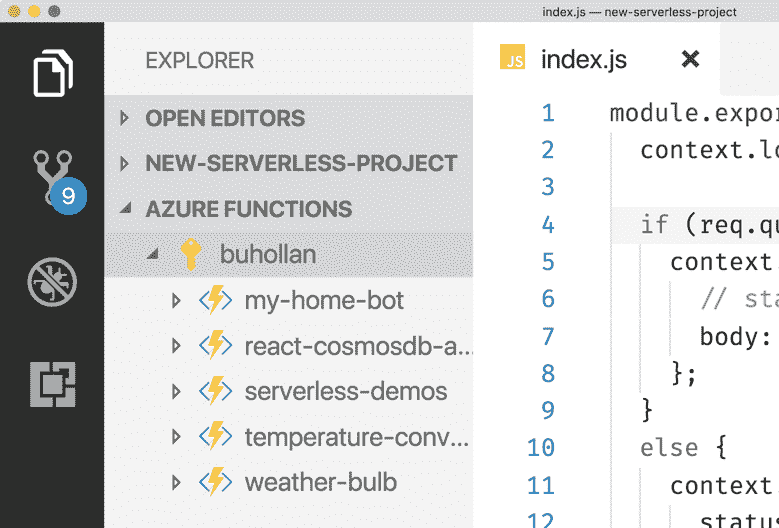 index.js — new-serverless-project
EXPLORER
OPEN EDITORS
NEW-SERVERLESS-PROJECT
AZURE FUNCTIONS
buhollan
my-home-bot
react-cosmosdb-a...
serverless-demos
temperature-conv...
weather-bulb
9
JS index.js
1 module.expor
2 context.lo
3
4 if (req.qu
5 context.
6 // sta
7 body:
8 };
9 }
10 else {
11 context.
12 status